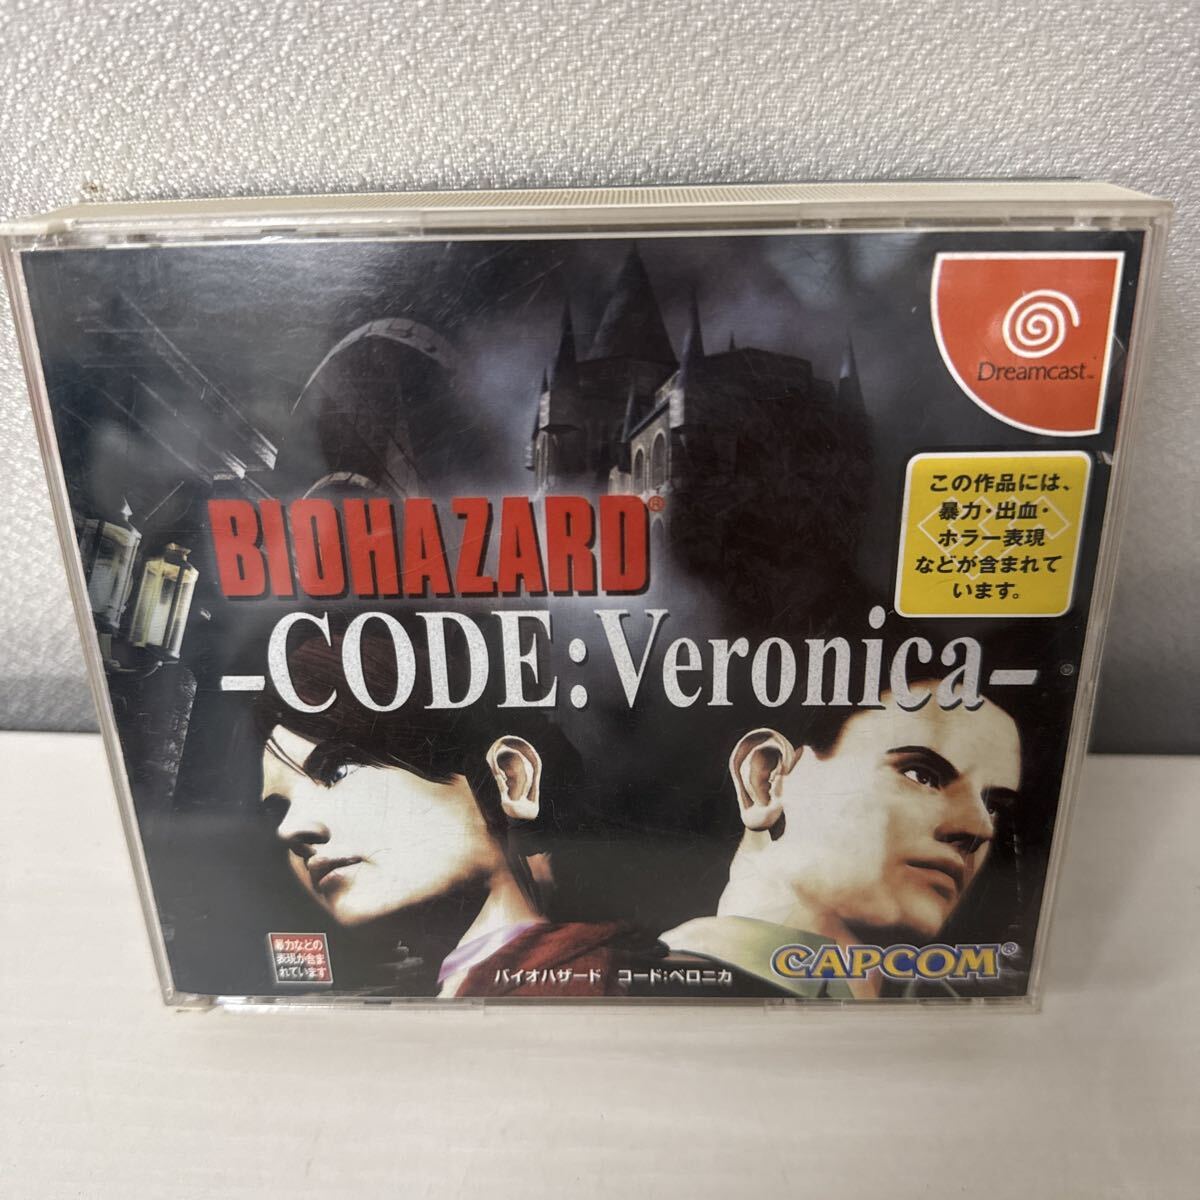 Dreamcast™
この作品には、
暴力・出血・
ホラー表現
などが含まれて
います。
BIOHAZARD®
-CODE:Veronica-
暴力などの
表現が含ま
れています
バイオハザード コード:ベロニカ
CAPCOM®